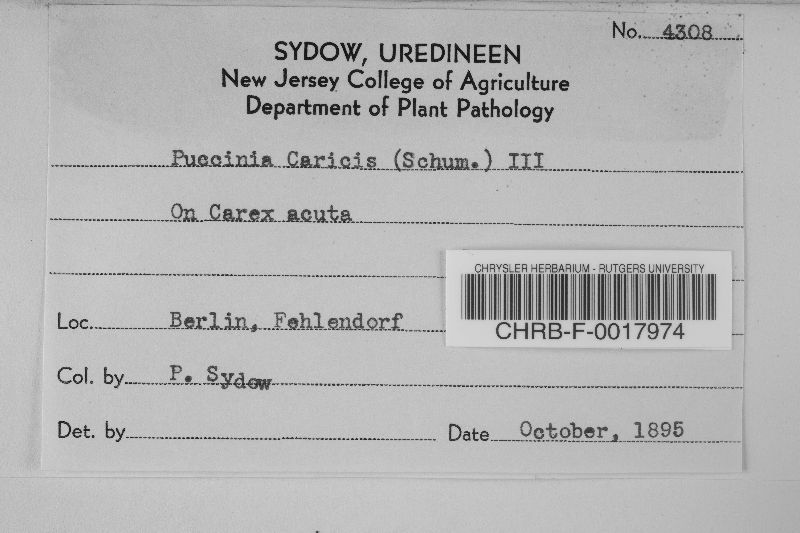 No. 4308
SYDOW, UREDINEEN
New Jersey College of Agriculture
Department of Plant Pathology
Puccinia Caricis (Schum.) III
On Carex acuta
CHRYSLER HERBARIUM - RUTGERS UNIVERSITY
CHRB-F-0017974
Loc. Berlin, Fehlendorf
Col. by P. Sydow
Det. by
Date October, 1895